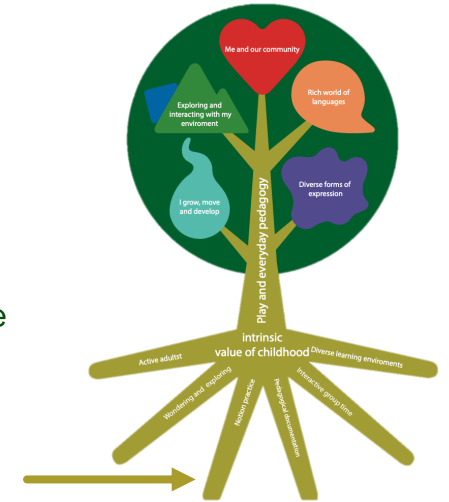 Me and our community
Exploring and
interacting with my
enviroment
Rich world of
languages
I grow, move
and develop
Diverse forms of
expression
Play and everyday pedagogy
e
intrinsic
value of childhood
Active adultst
Wondering and exploring
Notion practice
Pedagogical documentation
Interactive group time
Diverse learning enviroments